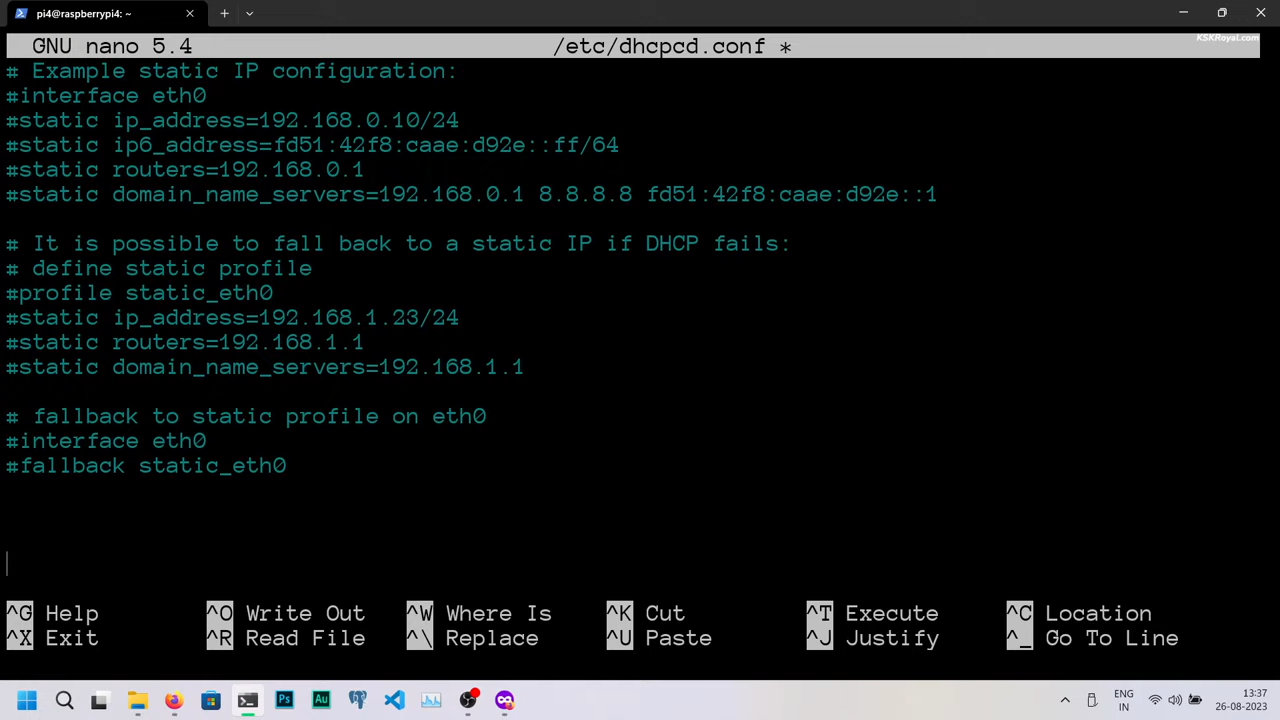 pi4@raspberrypi4: ~
GNU nano 5.4 /etc/dhcpcd.conf *
KSKRoyal.com
# Example static IP configuration:
#interface eth0
#static ip_address=192.168.0.10/24
#static ip6_address=fd51:42f8:caae:d92e::ff/64
#static routers=192.168.0.1
#static domain_name_servers=192.168.0.1 8.8.8.8 fd51:42f8:caae:d92e::1
# It is possible to fall back to a static IP if DHCP fails:
# define static profile
#profile static_eth0
#static ip_address=192.168.1.23/24
#static routers=192.168.1.1
#static domain_name_servers=192.168.1.1
# fallback to static profile on eth0
#interface eth0
#fallback static_eth0
^G Help ^O Write Out ^W Where Is ^K Cut ^T Execute ^C Location
^X Exit ^R Read File ^\ Replace ^U Paste ^J Justify ^_ Go To Line
Ps Au
ENG 13:37
IN 26-08-2023